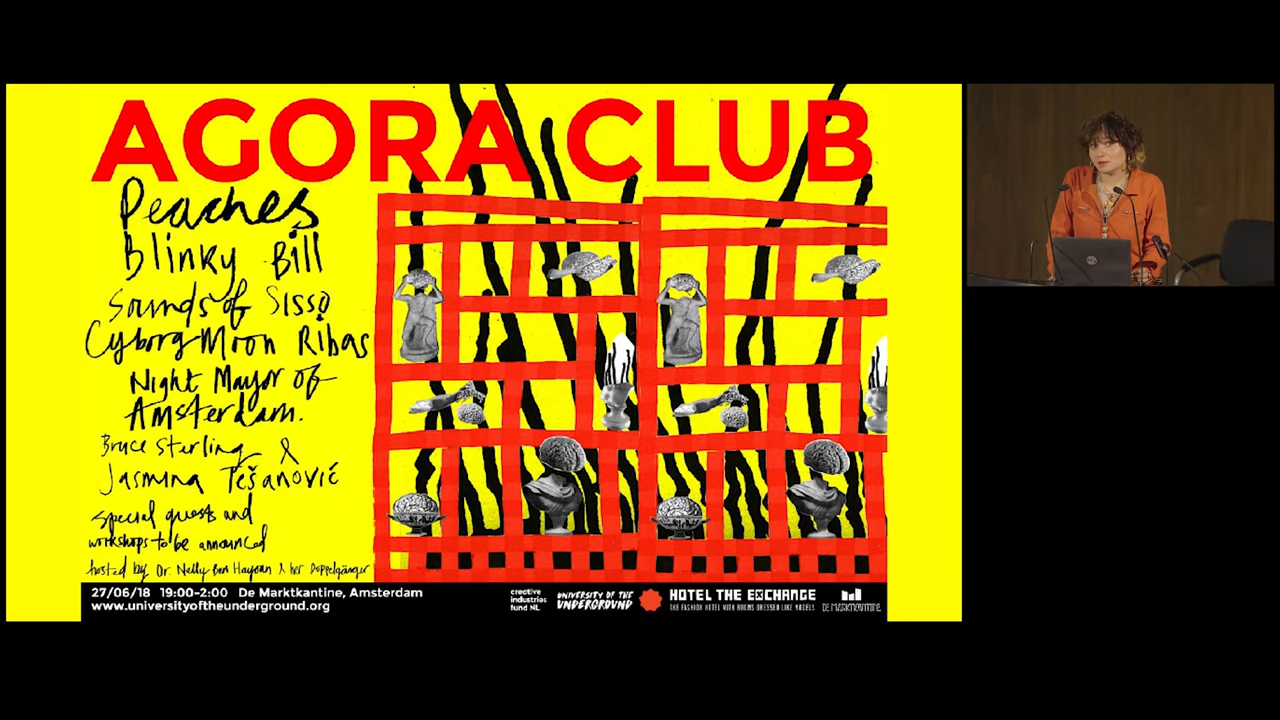 AGORA CLUB
Peaches
Blinky Bill
Sounds of Sisso
Cyborg Moon Ribas
Night Mayor of
Amsterdam.
Bruce Sterling &
Jasmina Tešanović
special guests and
workshops to be announced
hosted by Dr. Nelly Ben Hayoun & her Doppelgänger
27/06/18 19:00-2:00 De Marktkantine, Amsterdam
www.universityoftheunderground.org
creative
industries
fund NL
UNIVERSITY OF THE
UNDERGROUND
HOTEL THE EXCHANGE
THE FASHION HOTEL WITH ROOMS DRESSED LIKE MODELS
DE MARKTKANTINE